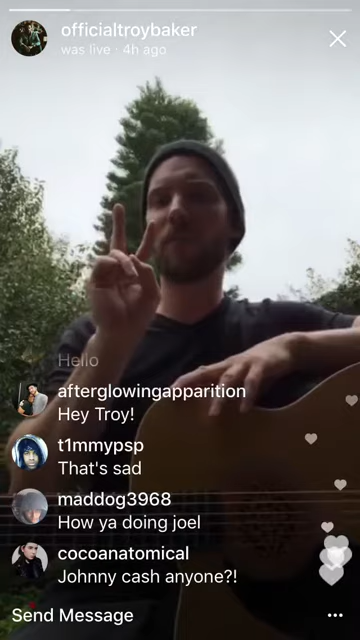 officialtroybaker
was live · 4h ago
Hello
afterglowingapparition
Hey Troy!
t1mmypsp
That's sad
maddog3968
How ya doing joel
cocoanatomical
Johnny cash anyone?!
Send Message